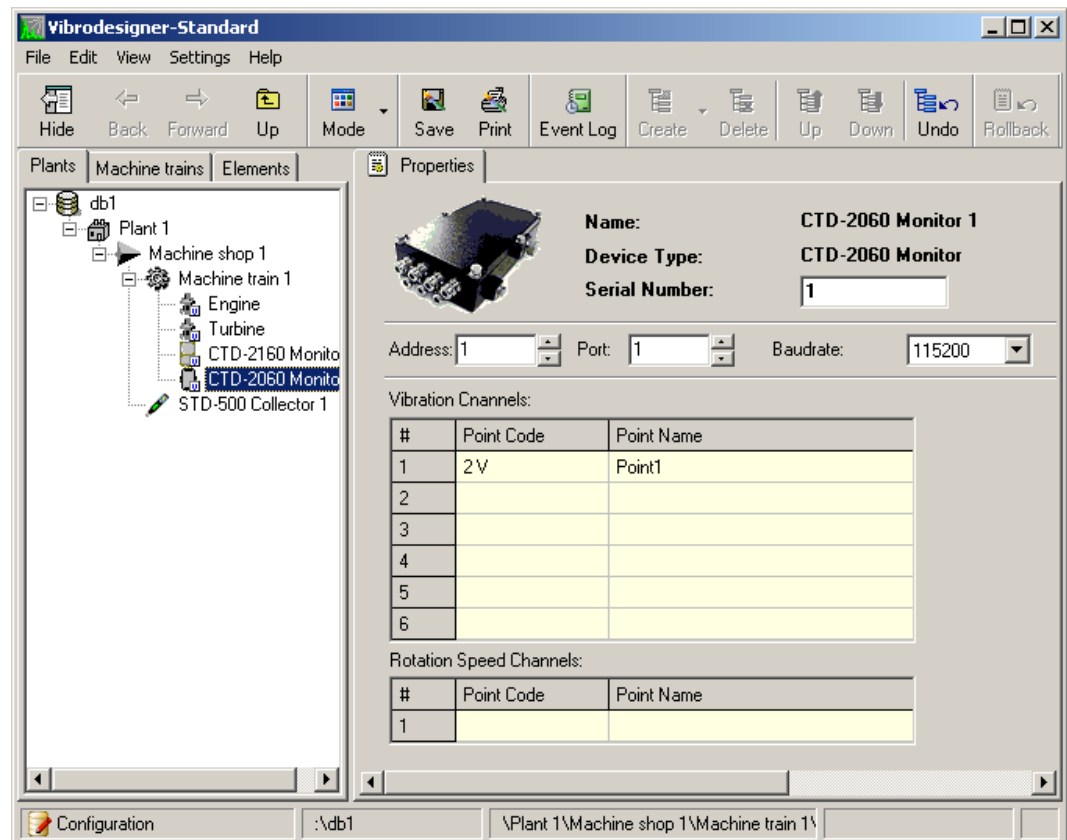 Vibrodesigner-Standard
File Edit View Settings Help
Hide Back Forward Up Mode Save Print Event Log Create Delete Up Down Undo Rollback
Plants Machine trains Elements
Properties
db1
Plant 1
Machine shop 1
Machine train 1
Engine
Turbine
CTD-2160 Monito
CTD-2060 Monito
STD-500 Collector 1
Name: CTD-2060 Monitor 1
Device Type: CTD-2060 Monitor
Serial Number: 1
Address: 1 Port: 1 Baudrate: 115200
Vibration Cnannels:
# Point Code Point Name
1 2 V Point1
2
3
4
5
6
Rotation Speed Channels:
# Point Code Point Name
1
Configuration :\db1 \Plant 1\Machine shop 1\Machine train 1\